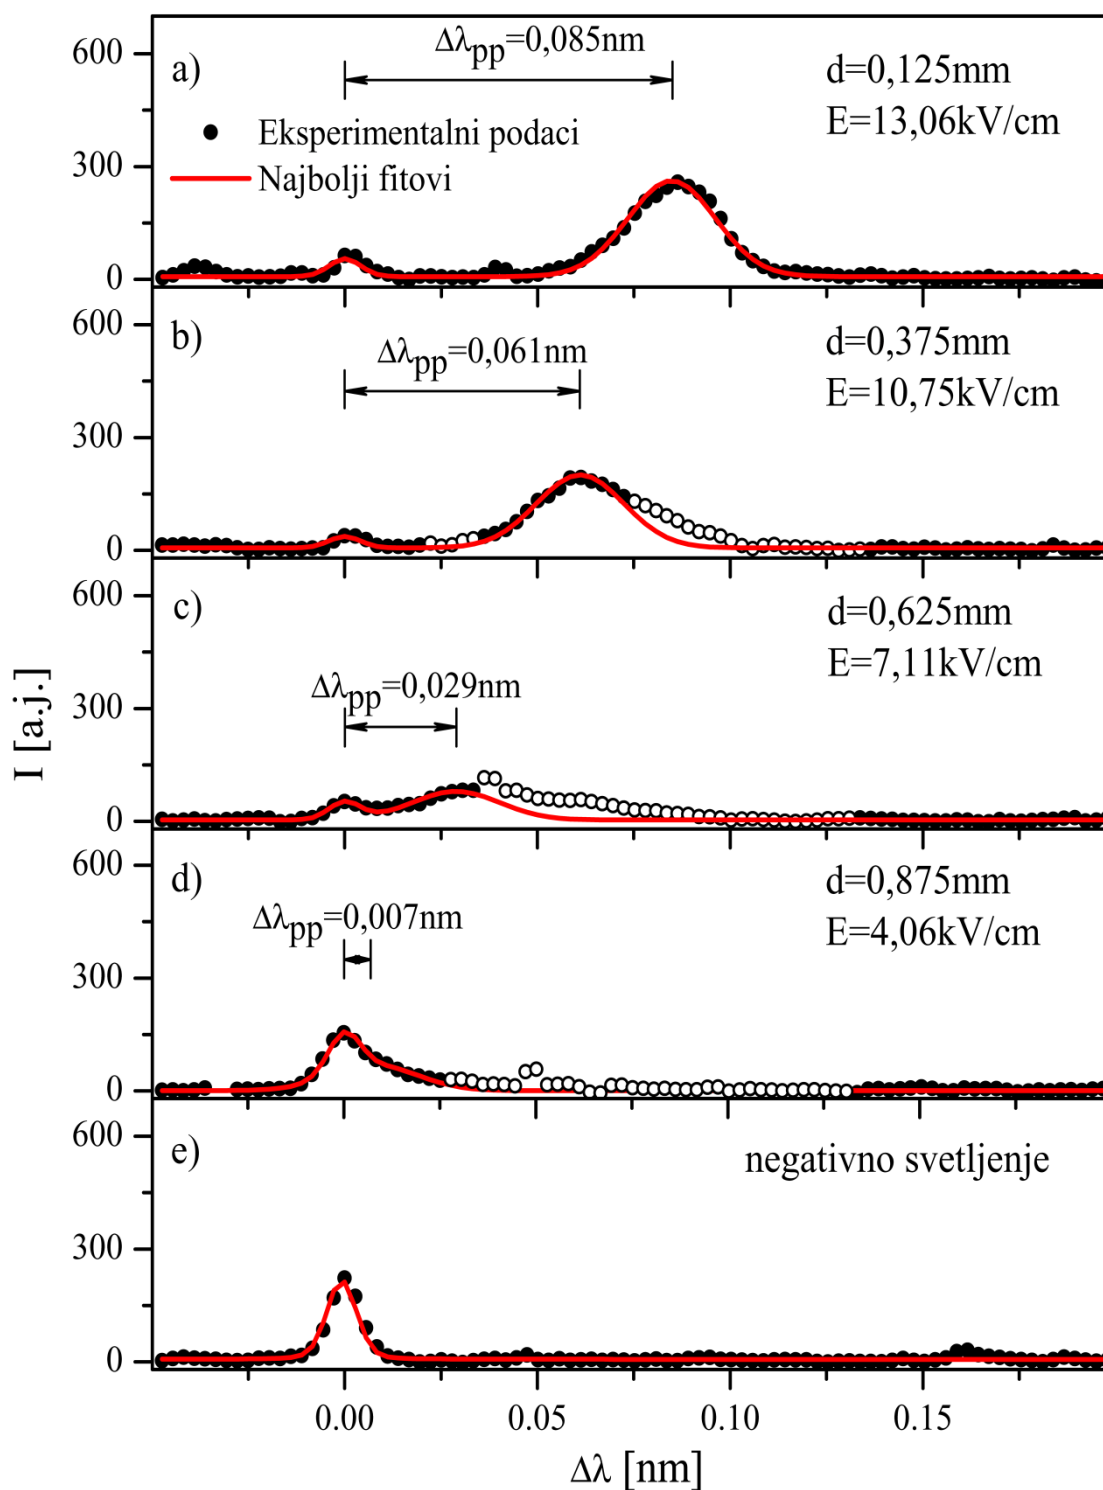 600
300
0
a)
Δλpp=0,085nm
d=0,125mm
E=13,06kV/cm
Eksperimentalni podaci
Najbolji fitovi
600
300
0
b)
Δλpp=0,061nm
d=0,375mm
E=10,75kV/cm
600
300
0
c)
Δλpp=0,029nm
d=0,625mm
E=7,11kV/cm
I [a.j.]
600
300
0
d)
Δλpp=0,007nm
d=0,875mm
E=4,06kV/cm
600
300
0
e)
negativno svetljenje
0.00 0.05 0.10 0.15
Δλ [nm]